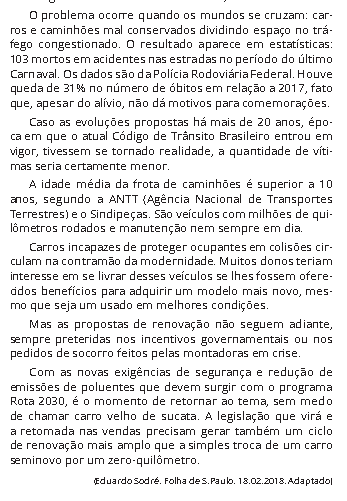 O problema ocorre quando os mundos se cruzam: car-
ros e caminhões mal conservados dividindo espaço no trá-
fego congestionado. O resultado aparece em estatísticas:
103 mortos em acidentes nas estradas no período do último
Carnaval. Os dados são da Polícia Rodoviária Federal. Houve
queda de 31% no número de óbitos em relação a 2017, fato
que, apesar do alívio, não dá motivos para comemorações.
Caso as evoluções propostas há mais de 20 anos, épo-
ca em que o atual Código de Trânsito Brasileiro entrou em
vigor, tivessem se tornado realidade, a quantidade de víti-
mas seria certamente menor.
A idade média da frota de caminhões é superior a 10
anos, segundo a ANTT (Agência Nacional de Transportes
Terrestres) e o Sindipeças. São veículos com milhões de qui-
lômetros rodados e manutenção nem sempre em dia.
Carros incapazes de proteger ocupantes em colisões cir-
culam na contramão da modernidade. Muitos donos teriam
interesse em se livrar desses veículos se lhes fossem ofere-
cidos benefícios para adquirir um modelo mais novo, mes-
mo que seja um usado em melhores condições.
Mas as propostas de renovação não seguem adiante,
sempre preteridas nos incentivos governamentais ou nos
pedidos de socorro feitos pelas montadoras em crise.
Com as novas exigências de segurança e redução de
emissões de poluentes que devem surgir com o programa
Rota 2030, é o momento de retornar ao tema, sem medo
de chamar carro velho de sucata. A legislação que virá e
a retomada nas vendas precisam gerar também um ciclo
de renovação mais amplo que a simples troca de um carro
seminovo por um zero-quilômetro.
(Eduardo Sodré. Folha de S.Paulo. 18.02.2018. Adaptado)